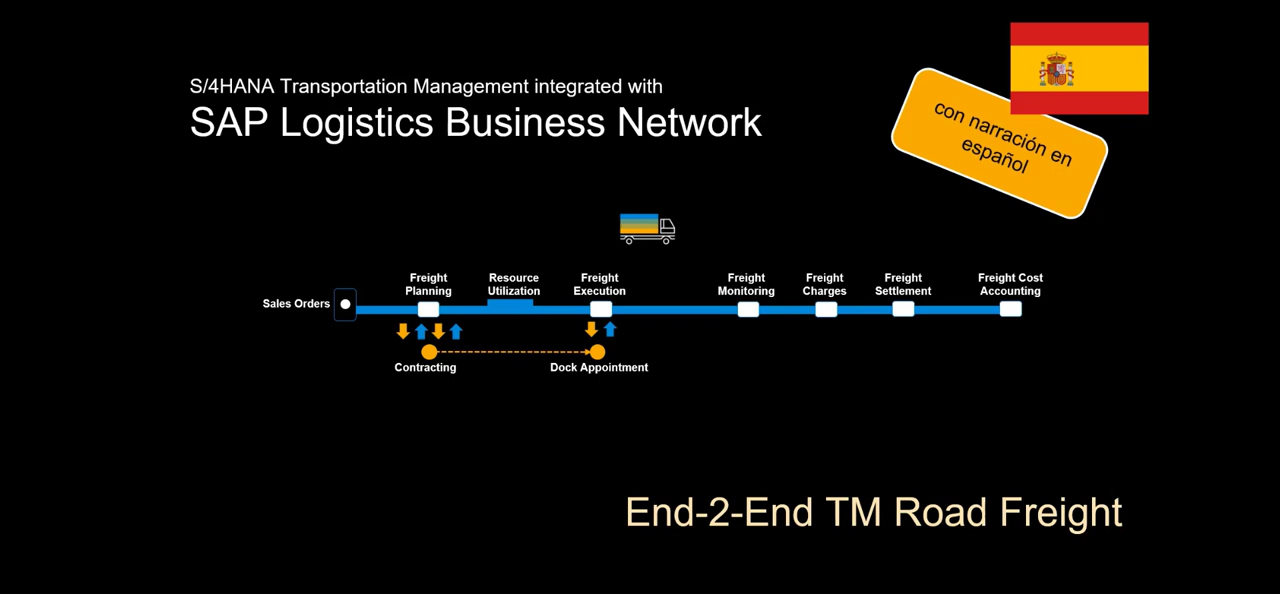 S/4HANA Transportation Management integrated with
SAP Logistics Business Network
con narración en
español
Freight
Planning
Resource
Utilization
Freight
Execution
Freight
Monitoring
Freight
Charges
Freight
Settlement
Freight Cost
Accounting
Sales Orders
Contracting
Dock Appointment
End-2-End TM Road Freight